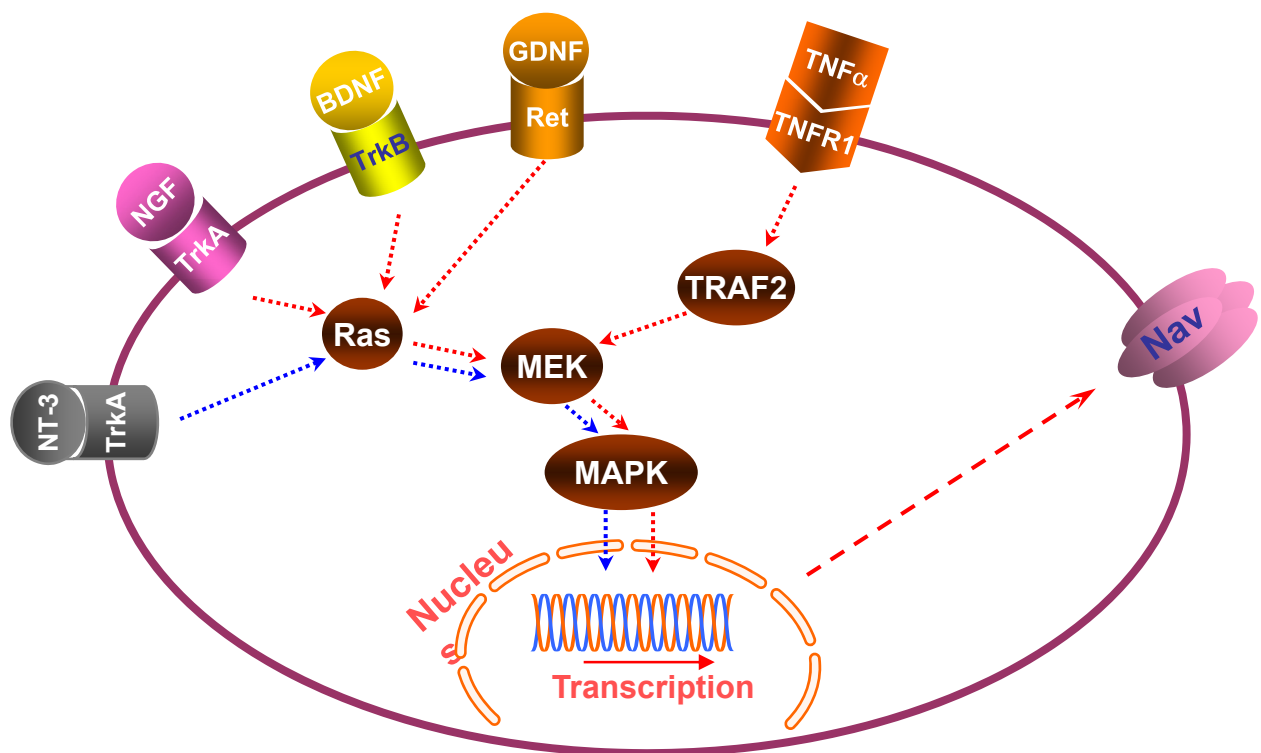 GDNF
Ret
TNFα
TNFR1
BDNF
TrkB
NGF
TrkA
TRAF2
Ras
MEK
Nav
NT-3
TrkA
MAPK
Nucleu
s
Transcription